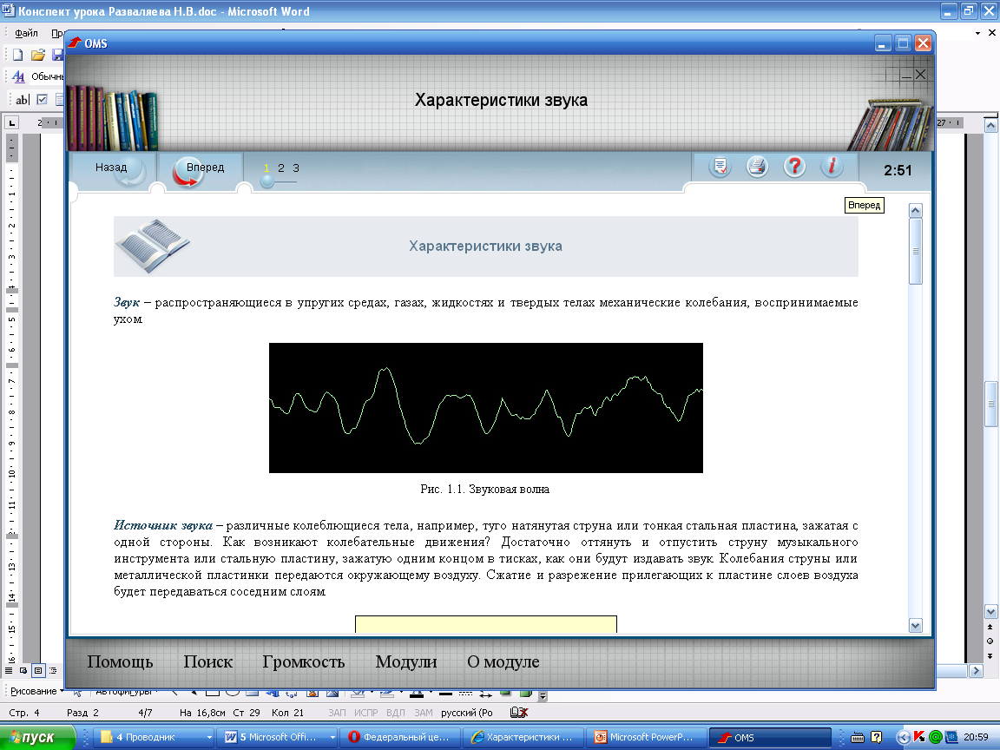 Конспект урока Разваляева Н.В.doc - Microsoft Word
Файл
OMS
Обычн
ab|
Характеристики звука
Назад
Вперед
1 2 3
2:51
Вперед
Характеристики звука
Звук – распространяющиеся в упругих средах, газах, жидкостях и твердых телах механические колебания, воспринимаемые
ухом.
Рис. 1.1. Звуковая волна
Источник звука – различные колеблющиеся тела, например, туго натянутая струна или тонкая стальная пластина, зажатая с
одной стороны. Как возникают колебательные движения? Достаточно оттянуть и отпустить струну музыкального
инструмента или стальную пластину, зажатую одним концом в тисках, как они будут издавать звук. Колебания струны или
металлической пластинки передаются окружающему воздуху. Сжатие и разрежение прилегающих к пластине слоев воздуха
будет передаваться соседним слоям.
Помощь Поиск Громкость Модули О модуле
Рисование Автофигуры
Стр. 4 Разд 2 4/7 На 16,8см Ст 29 Кол 21 ЗАП ИСПР ВДЛ ЗАМ русский (Ро
пуск 4 Проводник 5 Microsoft Offi... Федеральный це... Характеристики ... Microsoft PowerP... OMS 20:59